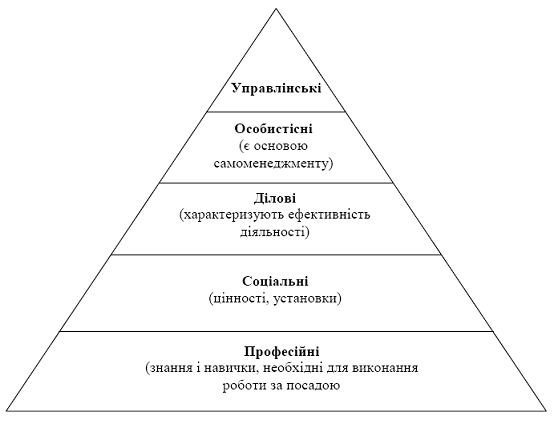 Управлінські
Особистісні
(є основою
самоменеджменту)
Ділові
(характеризують ефективність
діяльності)
Соціальні
(цінності, установки)
Професійні
(знання і навички, необхідні для виконання
роботи за посадою